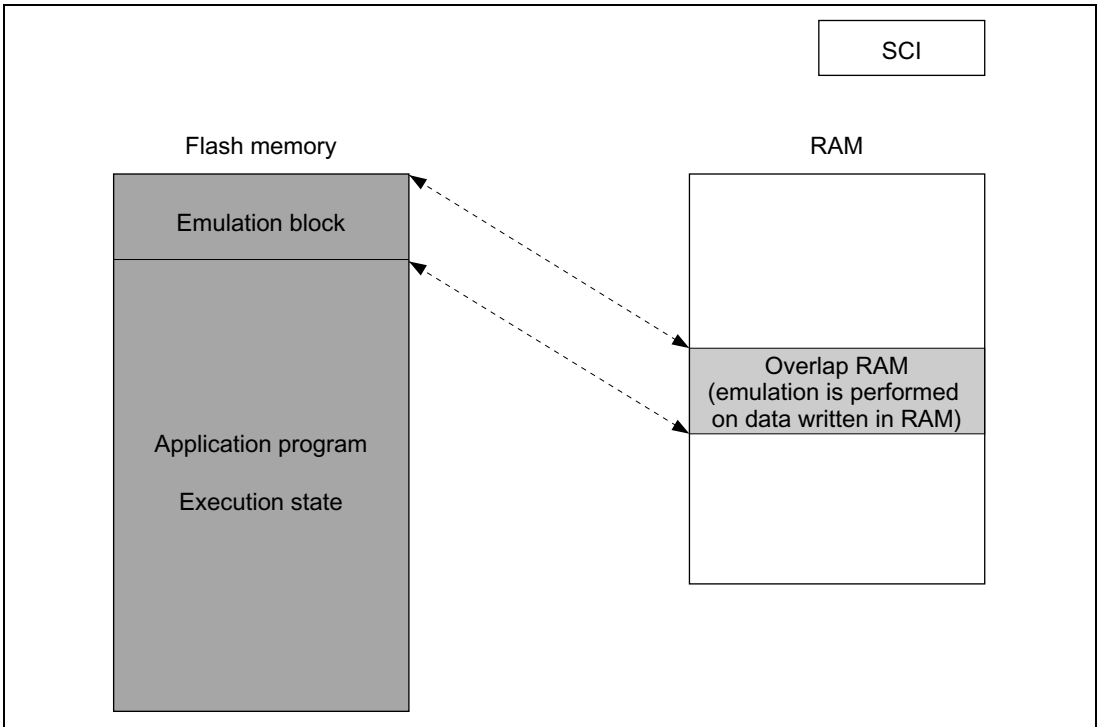 SCI
Flash memory
RAM
Emulation block
Overlap RAM
(emulation is performed
on data written in RAM)
Application program
Execution state